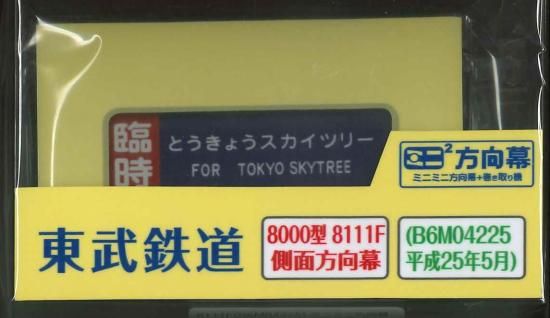 臨時
とうきょうスカイツリー
FOR TOKYO SKYTREE
2方向幕
ミニミニ方向幕+巻き取り機
東武鉄道
8000型 8111F
側面方向幕
(B6M04225
平成25年5月)